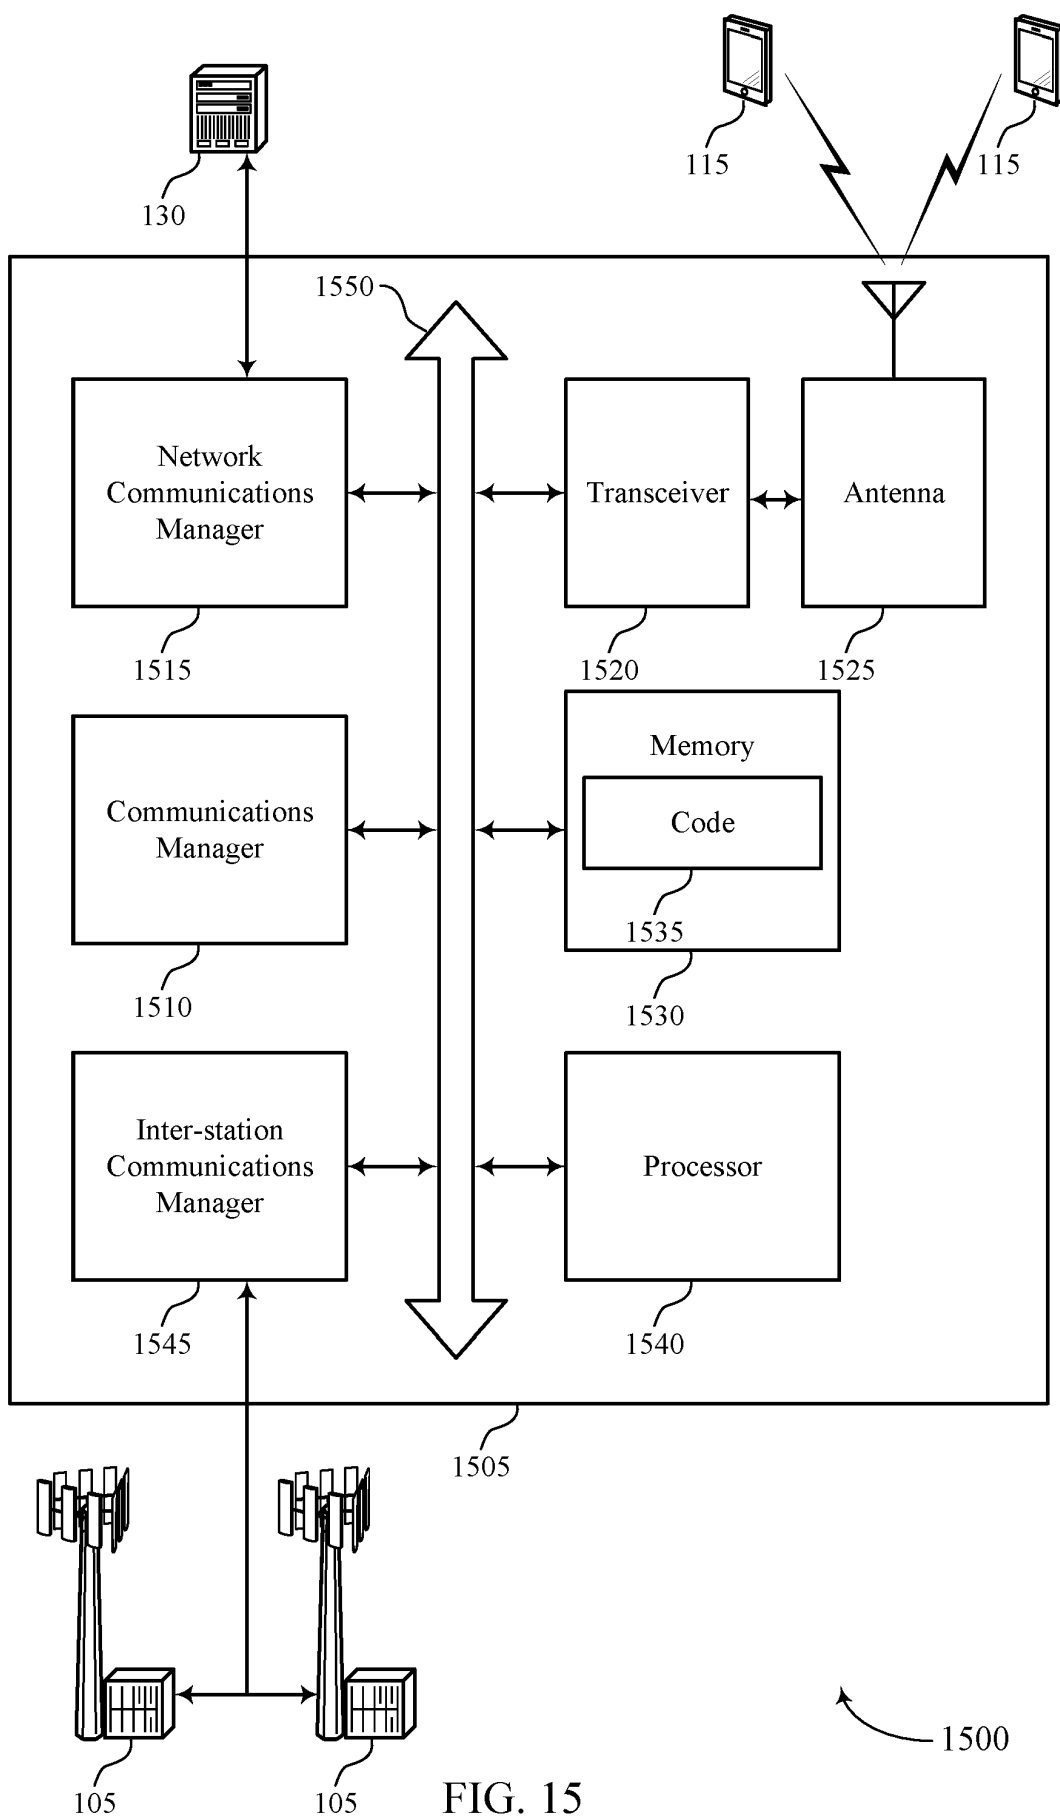 115
115
130
1550
Network
Communications
Manager
Transceiver
Antenna
1515
1520
1525
Memory
Communications
Manager
Code
1535
1510
1530
Inter-station
Communications
Manager
Processor
1545
1540
1505
1500
105
105
FIG. 15